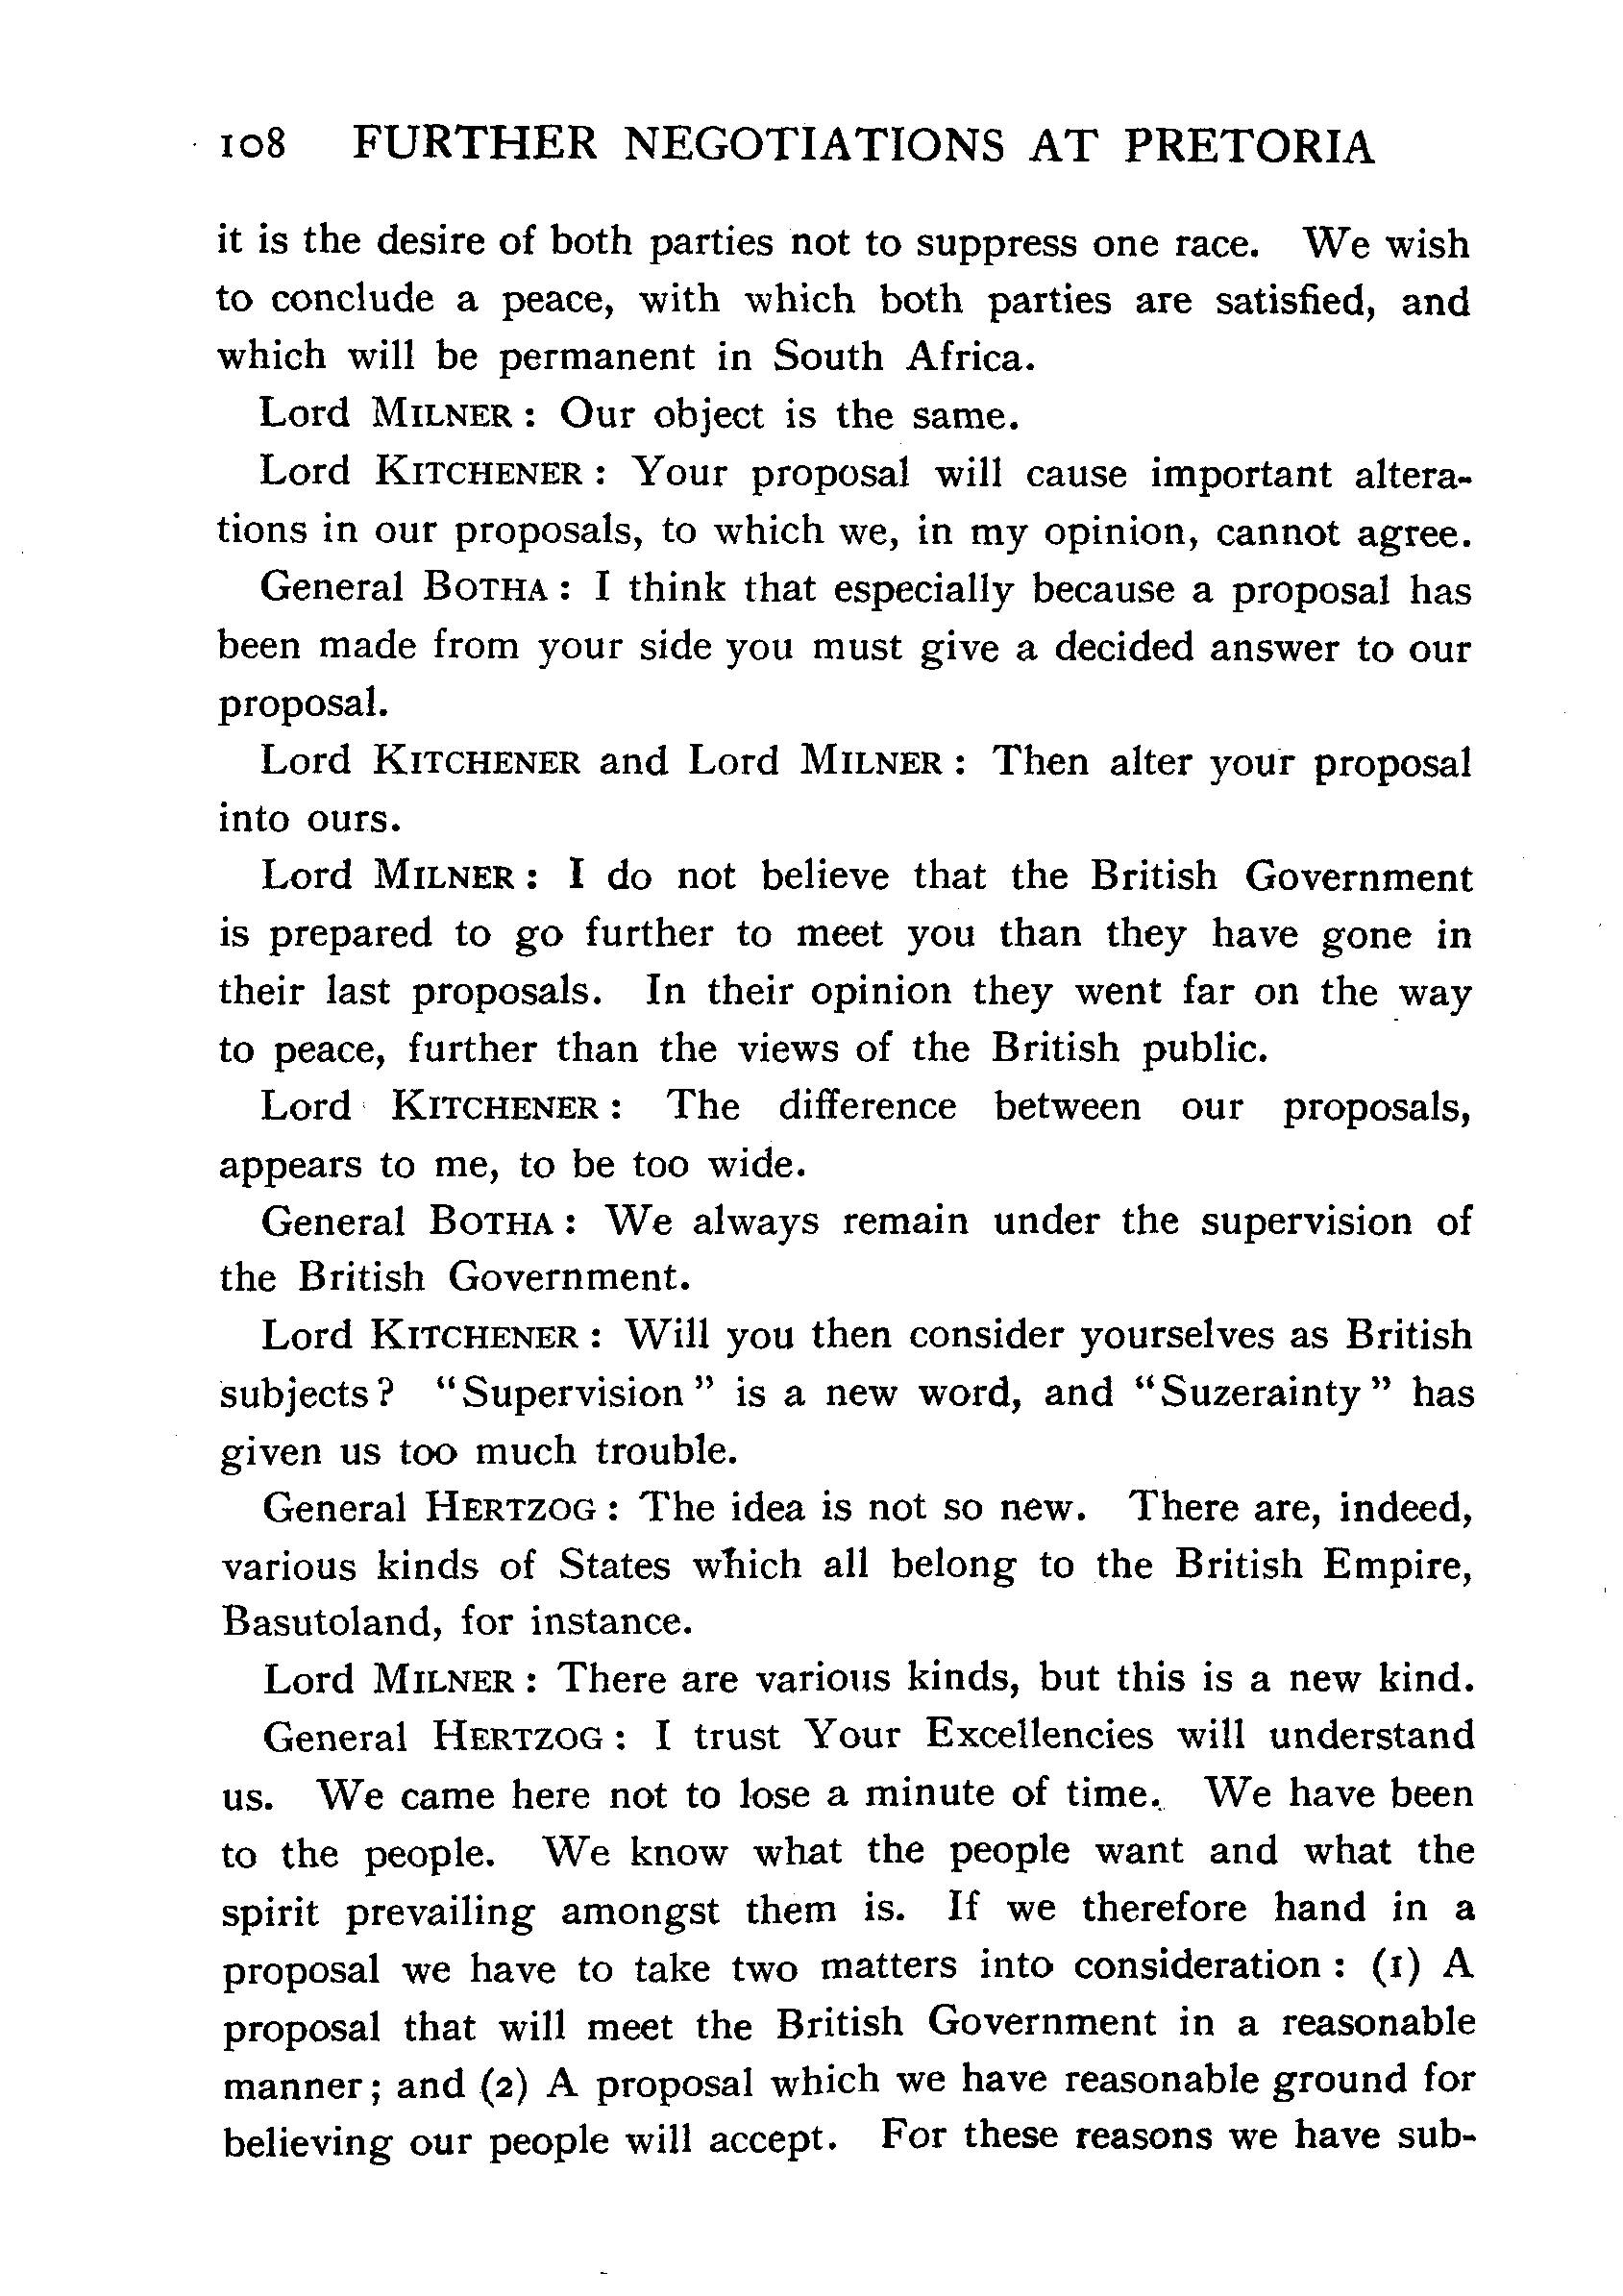 108 FURTHER NEGOTIATIONS AT PRETORIA
it is the desire of both parties not to suppress one race. We wish
to conclude a peace, with which both parties are satisfied, and
which will be permanent in South Africa.
Lord MILNER : Our object is the same.
Lord KITCHENER : Your proposal will cause important altera-
tions in our proposals, to which we, in my opinion, cannot agree.
General BOTHA : I think that especially because a proposal has
been made from your side you must give a decided answer to our
proposal.
Lord KITCHENER and Lord MILNER : Then alter your proposal
into ours.
Lord MILNER : I do not believe that the British Government
is prepared to go further to meet you than they have gone in
their last proposals. In their opinion they went far on the way
to peace, further than the views of the British public.
Lord KITCHENER : The difference between our proposals,
appears to me, to be too wide.
General BOTHA : We always remain under the supervision of
the British Government.
Lord KITCHENER : Will you then consider yourselves as British
subjects ? "Supervision" is a new word, and "Suzerainty" has
given us too much trouble.
General HERTZOG : The idea is not so new. There are, indeed,
various kinds of States which all belong to the British Empire,
Basutoland, for instance.
Lord MILNER : There are various kinds, but this is a new kind.
General HERTZOG : I trust Your Excellencies will understand
us. We came here not to lose a minute of time. We have been
to the people. We know what the people want and what the
spirit prevailing amongst them is. If we therefore hand in a
proposal we have to take two matters into consideration : (1) A
proposal that will meet the British Government in a reasonable
manner ; and (2) A proposal which we have reasonable ground for
believing our people will accept. For these reasons we have sub-